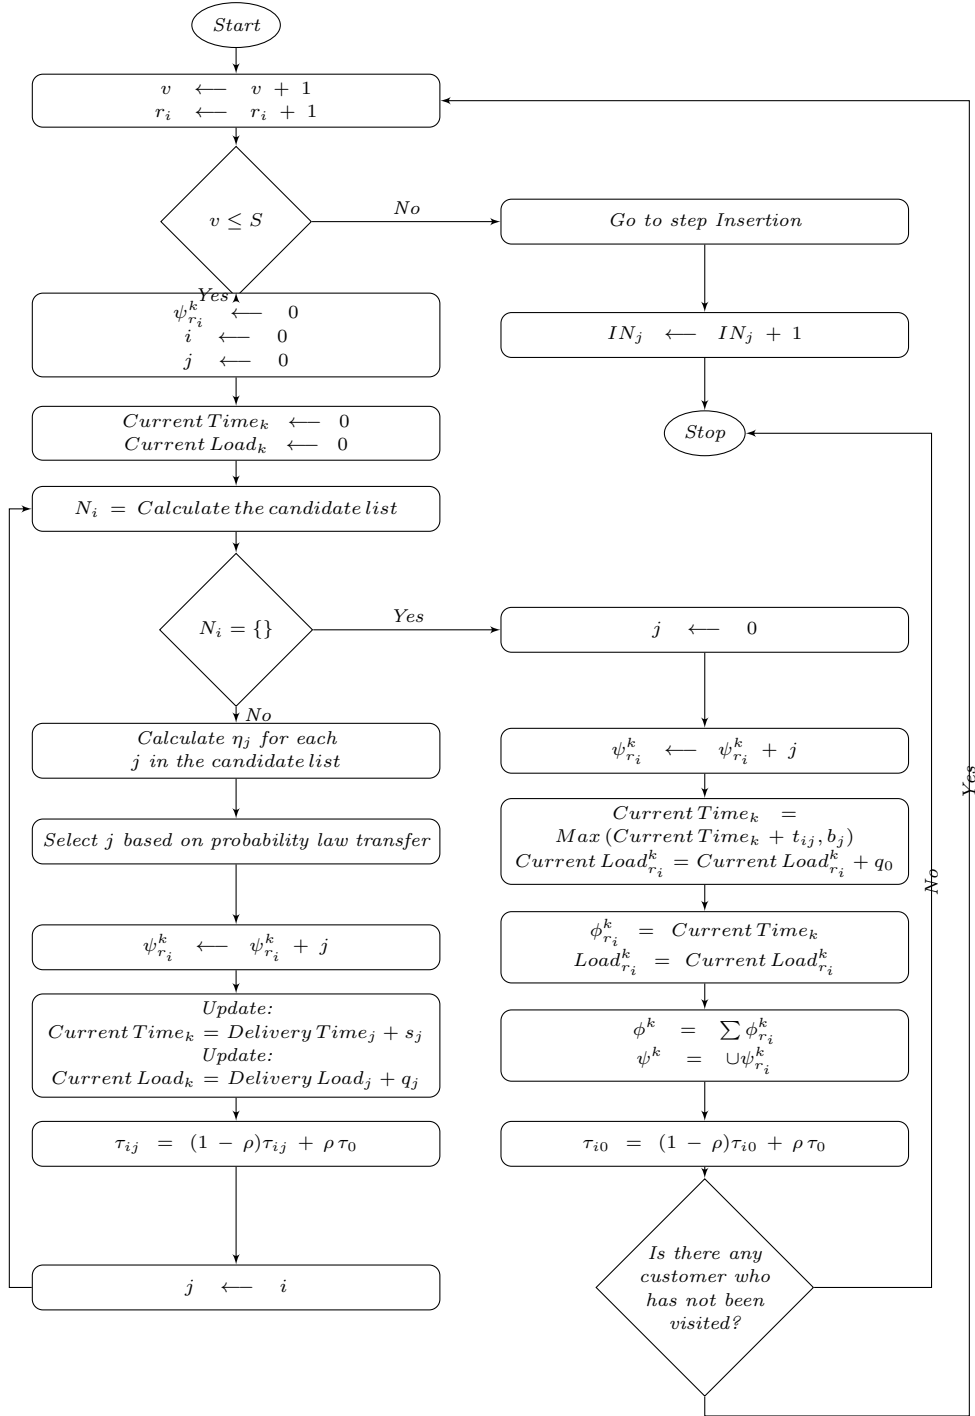 Start
v ⟵ v + 1
r_i ⟵ r_i + 1
v ≤ S
No
Go to step Insertion
Yes
ψ^k_{r_i} ⟵ 0
i ⟵ 0
j ⟵ 0
IN_j ⟵ IN_j + 1
Current Time_k ⟵ 0
Current Load_k ⟵ 0
Stop
N_i = Calculate the candidate list
N_i = {}
Yes
j ⟵ 0
No
Calculate η_j for each
j in the candidate list
ψ^k_{r_i} ⟵ ψ^k_{r_i} + j
Yes
Select j based on probability law transfer
Current Time_k =
Max (Current Time_k + t_{ij}, b_j)
Current Load^k_{r_i} = Current Load^k_{r_i} + q_0
No
ψ^k_{r_i} ⟵ ψ^k_{r_i} + j
ϕ^k_{r_i} = Current Time_k
Load^k_{r_i} = Current Load^k_{r_i}
Update:
Current Time_k = Delivery Time_j + s_j
Update:
Current Load_k = Delivery Load_j + q_j
ϕ^k = ∑ ϕ^k_{r_i}
ψ^k = ∪ψ^k_{r_i}
τ_{ij} = (1 − ρ)τ_{ij} + ρ τ_0
τ_{i0} = (1 − ρ)τ_{i0} + ρ τ_0
j ⟵ i
Is there any
customer who
has not been
visited?